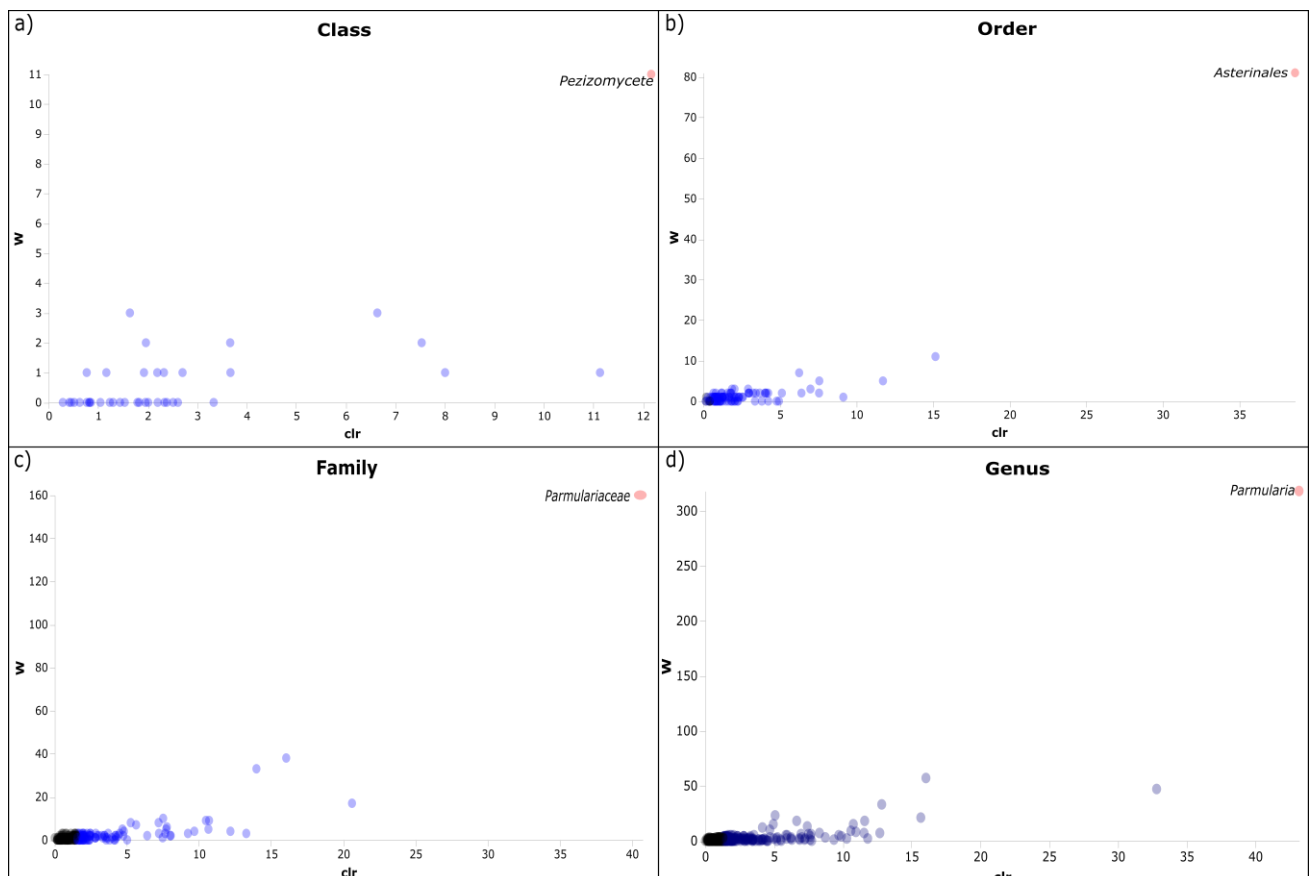 a)
Class
Pezizomycete
11
10
9
8
7
6
5
4
3
2
1
0
W
0 1 2 3 4 5 6 7 8 9 10 11 12
clr
b)
Order
Asterinales
80
70
60
50
40
30
20
10
0
W
0 5 10 15 20 25 30 35
clr
c)
Family
Parmulariaceae
160
140
120
100
80
60
40
20
0
W
0 5 10 15 20 25 30 35 40
clr
d)
Genus
Parmularia
300
250
200
150
100
50
0
W
0 5 10 15 20 25 30 35 40
clr